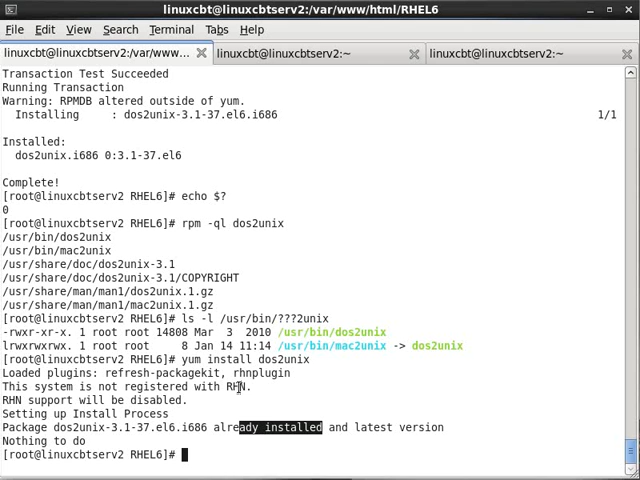 linuxcbt@linuxcbtserv2:/var/www/html/RHEL6
File Edit View Search Terminal Tabs Help
linuxcbt@linuxcbtserv2:/var/www... linuxcbt@linuxcbtserv2:~ linuxcbt@linuxcbtserv2:~
Transaction Test Succeeded
Running Transaction
Warning: RPMDB altered outside of yum.
Installing : dos2unix-3.1-37.el6.i686 1/1
Installed:
dos2unix.i686 0:3.1-37.el6
Complete!
[root@linuxcbtserv2 RHEL6]# echo $?
0
[root@linuxcbtserv2 RHEL6]# rpm -ql dos2unix
/usr/bin/dos2unix
/usr/bin/mac2unix
/usr/share/doc/dos2unix-3.1
/usr/share/doc/dos2unix-3.1/COPYRIGHT
/usr/share/man/man1/dos2unix.1.gz
/usr/share/man/man1/mac2unix.1.gz
[root@linuxcbtserv2 RHEL6]# ls -l /usr/bin/???2unix
-rwxr-xr-x. 1 root root 14808 Mar 3 2010 /usr/bin/dos2unix
lrwxrwxrwx. 1 root root 8 Jan 14 11:14 /usr/bin/mac2unix -> dos2unix
[root@linuxcbtserv2 RHEL6]# yum install dos2unix
Loaded plugins: refresh-packagekit, rhnplugin
This system is not registered with RHN.
RHN support will be disabled.
Setting up Install Process
Package dos2unix-3.1-37.el6.i686 already installed and latest version
Nothing to do
[root@linuxcbtserv2 RHEL6]#